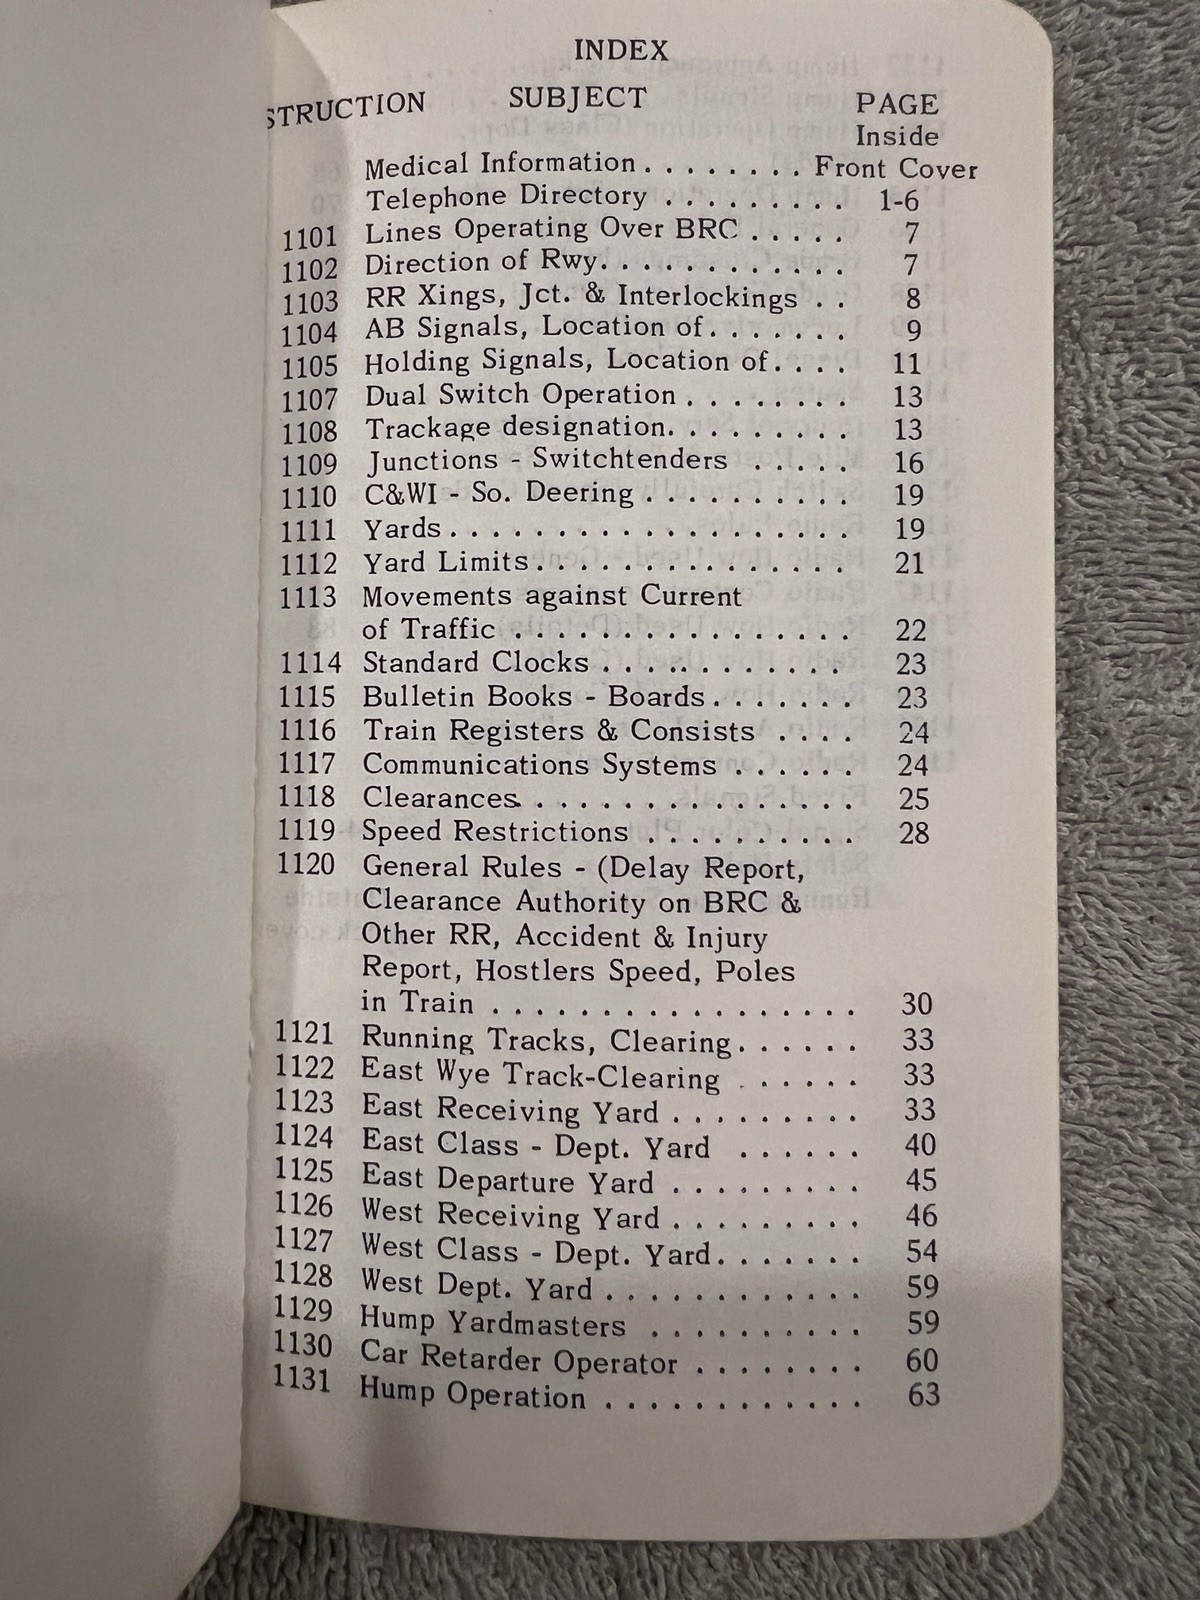 INDEX
STRUCTION SUBJECT PAGE
Inside
Medical Information . . . . . . . . Front Cover
Telephone Directory . . . . . . . . . 1-6
1101 Lines Operating Over BRC . . . . . 7
1102 Direction of Rwy. . . . . . . . . . . . 7
1103 RR Xings, Jct. & Interlockings . . 8
1104 AB Signals, Location of. . . . . . . 9
1105 Holding Signals, Location of. . . . 11
1107 Dual Switch Operation . . . . . . . . 13
1108 Trackage designation. . . . . . . . . 13
1109 Junctions - Switchtenders . . . . . 16
1110 C&WI - So. Deering . . . . . . . . . . 19
1111 Yards . . . . . . . . . . . . . . . . . . 19
1112 Yard Limits . . . . . . . . . . . . . . 21
1113 Movements against Current
of Traffic . . . . . . . . . . . . . . . . 22
1114 Standard Clocks . . . . . . . . . . . . 23
1115 Bulletin Books - Boards . . . . . . . 23
1116 Train Registers & Consists . . . . 24
1117 Communications Systems . . . . . . 24
1118 Clearances. . . . . . . . . . . . . . . 25
1119 Speed Restrictions . . . . . . . . . . 28
1120 General Rules - (Delay Report,
Clearance Authority on BRC &
Other RR, Accident & Injury
Report, Hostlers Speed, Poles
in Train . . . . . . . . . . . . . . . . . 30
1121 Running Tracks, Clearing. . . . . . 33
1122 East Wye Track-Clearing . . . . . . 33
1123 East Receiving Yard . . . . . . . . . 33
1124 East Class - Dept. Yard . . . . . . 40
1125 East Departure Yard . . . . . . . . . 45
1126 West Receiving Yard . . . . . . . . . 46
1127 West Class - Dept. Yard. . . . . . . 54
1128 West Dept. Yard . . . . . . . . . . . . 59
1129 Hump Yardmasters . . . . . . . . . . 59
1130 Car Retarder Operator . . . . . . . . 60
1131 Hump Operation . . . . . . . . . . . . 63